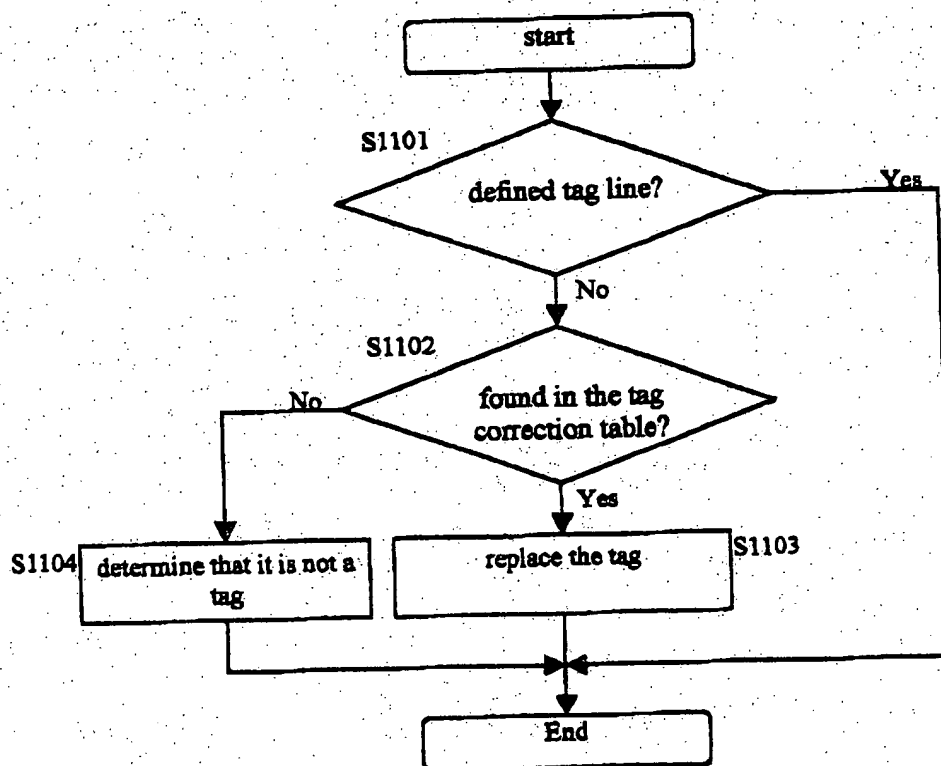 start
S1101
defined tag line?
Yes
No
S1102
found in the tag
correction table?
No
Yes
S1104
determine that it is not a
tag
replace the tag
S1103
End